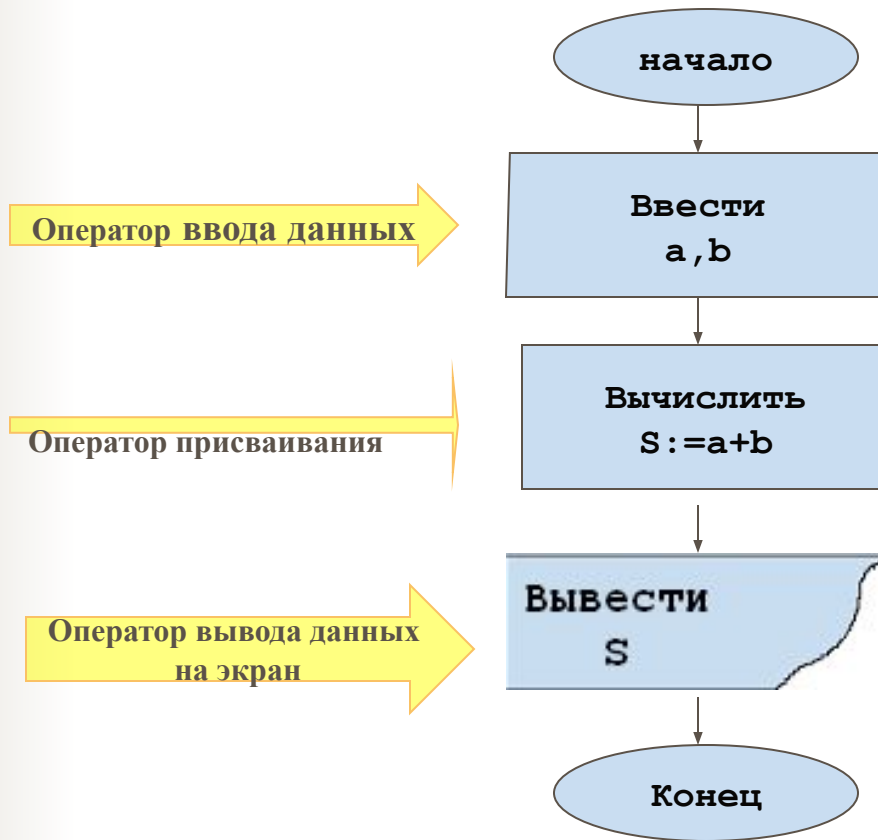 начало
Оператор ввода данных
Ввести
a,b
Оператор присваивания
Вычислить
S:=a+b
Оператор вывода данных
на экран
Вывести
S
Конец